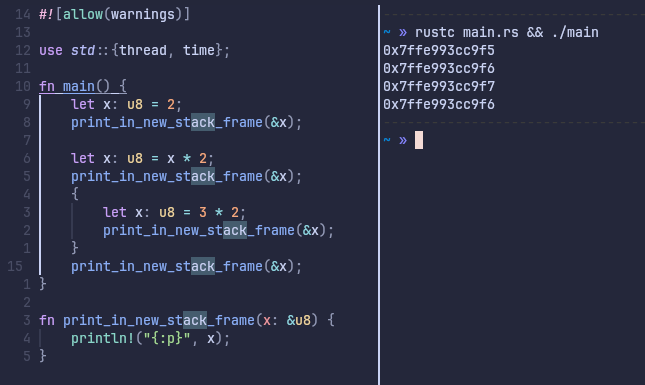 14 #![allow(warnings)]
13
12 use std::{thread, time};
11
10 fn main() {
9     let x: u8 = 2;
8     print_in_new_stack_frame(&x);
7
6     let x: u8 = x * 2;
5     print_in_new_stack_frame(&x);
4     {
3         let x: u8 = 3 * 2;
2         print_in_new_stack_frame(&x);
1     }
15     print_in_new_stack_frame(&x);
1 }
2
3 fn print_in_new_stack_frame(x: &u8) {
4     println!("{:p}", x);
5 }
~ » rustc main.rs && ./main
0x7ffe993cc9f5
0x7ffe993cc9f6
0x7ffe993cc9f7
0x7ffe993cc9f6
~ »